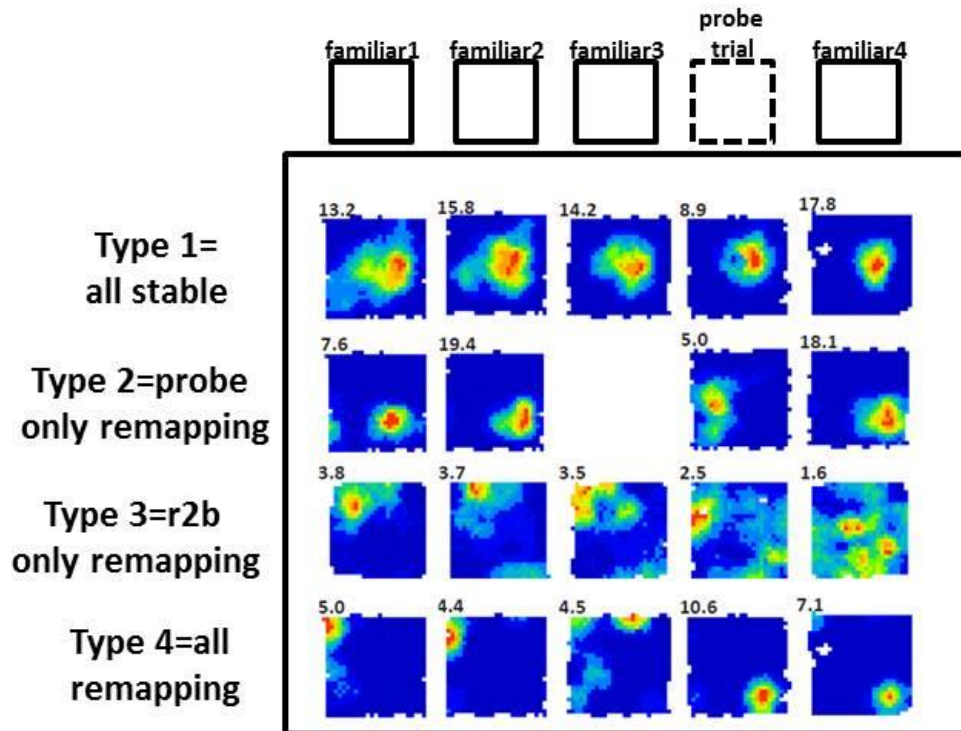 probe
familiar1 familiar2 familiar3 trial familiar4
13.2 15.8 14.2 8.9 17.8
Type 1=
all stable
7.6 19.4 5.0 18.1
Type 2=probe
only remapping
3.8 3.7 3.5 2.5 1.6
Type 3=r2b
only remapping
5.0 4.4 4.5 10.6 7.1
Type 4=all
remapping